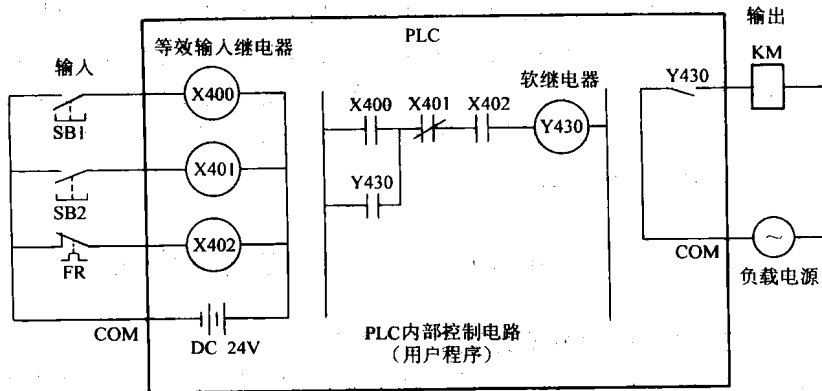 PLC
输出
等效输入继电器
输入
软继电器
KM
X400
SB1
X400
X401
X402
Y430
Y430
X401
SB2
Y430
X402
FR
COM
负载电源
COM
DC 24V
PLC内部控制电路
（用户程序）